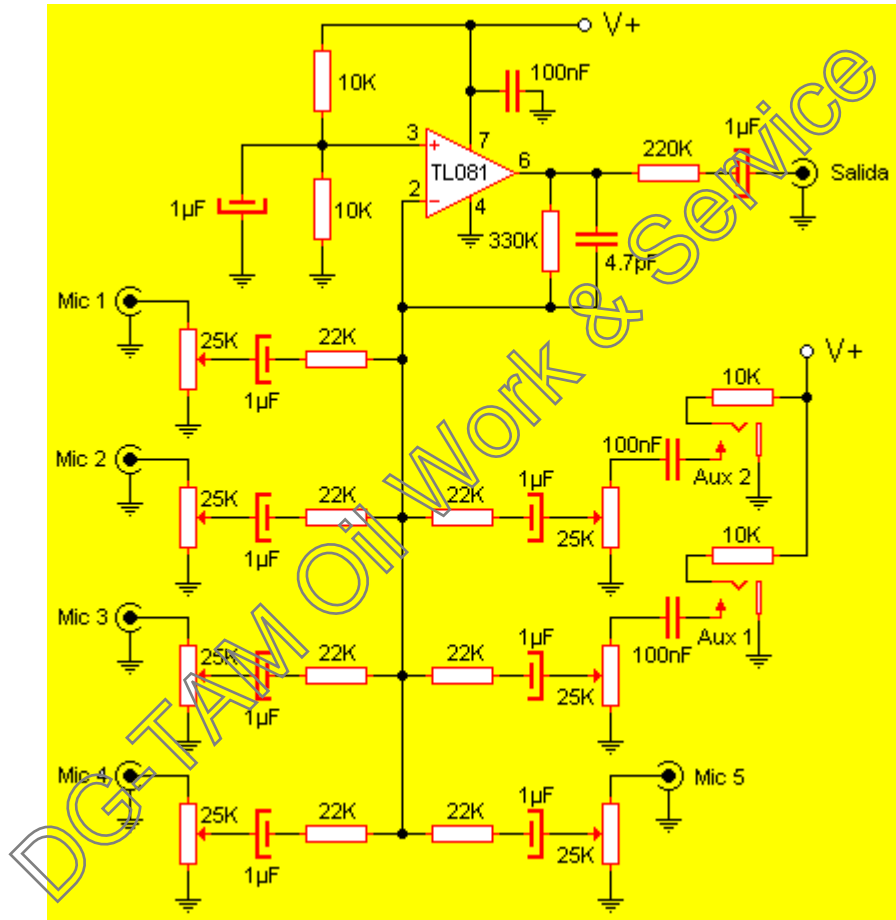 V+
10K
100nF
1µF
3
7
TL081
6
220K
Salida
2
4
1µF
10K
330K
4.7pF
Mic 1
25K
22K
1µF
V+
10K
Mic 2
100nF
Aux 2
25K
22K
22K
1µF
1µF
25K
10K
Mic 3
Aux 1
100nF
25K
22K
22K
1µF
1µF
25K
Mic 4
Mic 5
25K
22K
22K
1µF
1µF
25K
DG-TAM Oil Work & Service